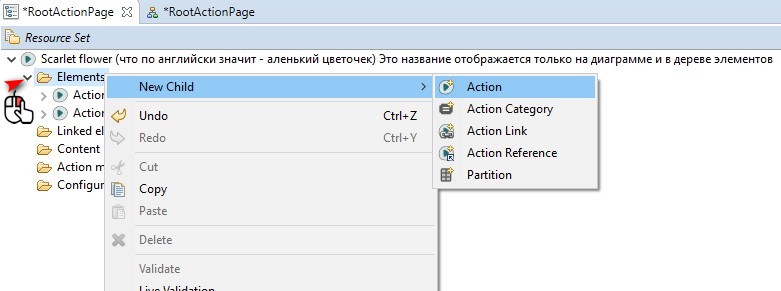 *RootActionPage *RootActionPage
Resource Set
Scarlet flower (что по английски значит - аленький цветочек) Это название отображается только на диаграмме и в дереве элементов
Elements
New Child
Action
Actio
Action Category
Actio
Undo Ctrl+Z
Action Link
Linked el
Redo Ctrl+Y
Action Reference
Content
Cut
Partition
Action m
Copy
Configur
Paste
Delete
Validate
Live Validation